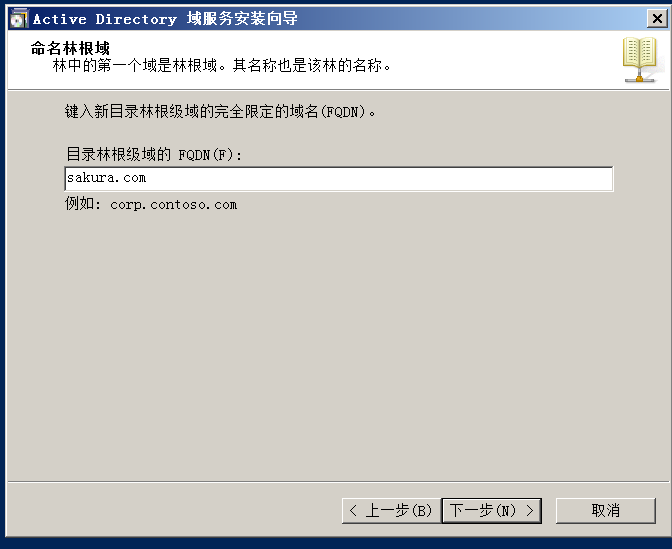 Active Directory 域服务安装向导
命名林根域
林中的第一个域是林根域。其名称也是该林的名称。
键入新目录林根级域的完全限定的域名(FQDN)。
目录林根级域的 FQDN(F):
sakura.com
例如: corp.contoso.com
< 上一步(B) 下一步(N) > 取消